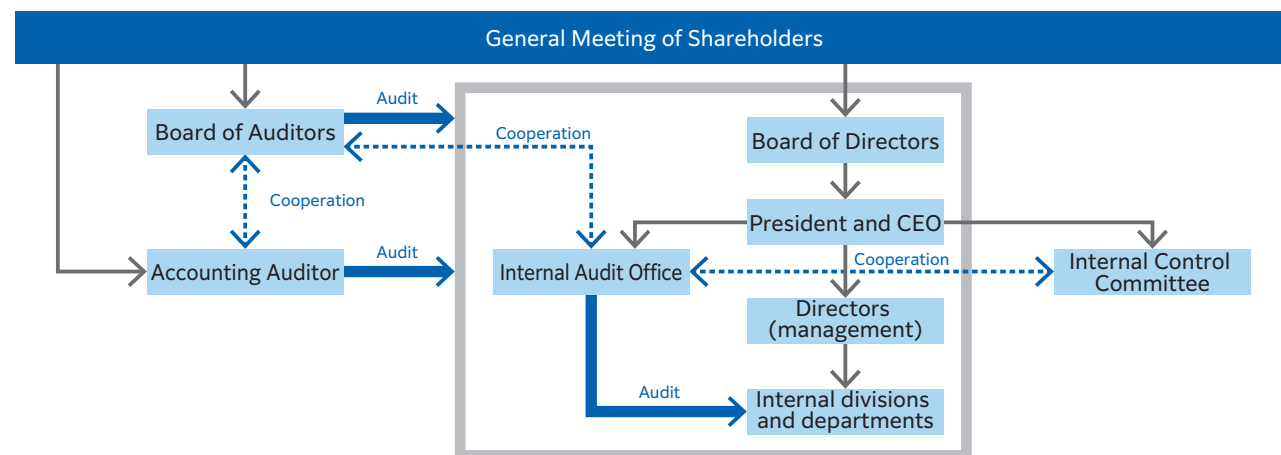 General Meeting of Shareholders
Audit
Board of Auditors
Cooperation
Board of Directors
Cooperation
President and CEO
Audit
Accounting Auditor
Internal Audit Office
Cooperation
Internal Control
Committee
Directors
(management)
Audit
Internal divisions
and departments